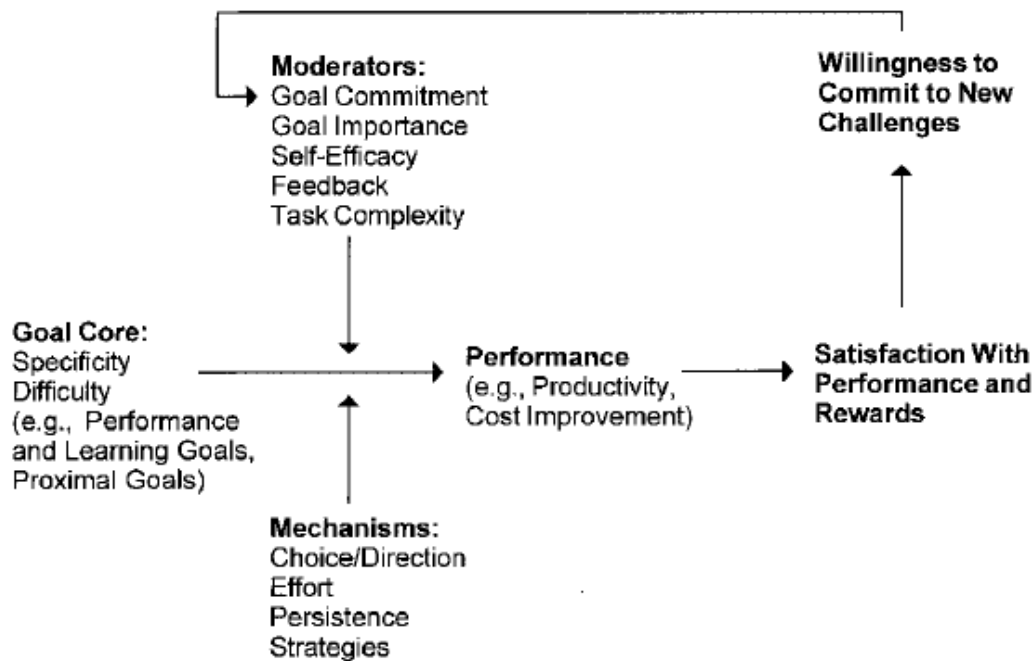 Moderators:
Goal Commitment
Goal Importance
Self-Efficacy
Feedback
Task Complexity
Willingness to
Commit to New
Challenges
Goal Core:
Specificity
Difficulty
(e.g., Performance
and Learning Goals,
Proximal Goals)
Performance
(e.g., Productivity,
Cost Improvement)
Satisfaction With
Performance and
Rewards
Mechanisms:
Choice/Direction
Effort
Persistence
Strategies